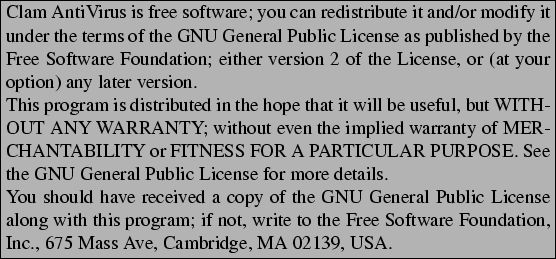 Clam AntiVirus is free software; you can redistribute it and/or modify it
under the terms of the GNU General Public License as published by the
Free Software Foundation; either version 2 of the License, or (at your
option) any later version.
This program is distributed in the hope that it will be useful, but WITH-
OUT ANY WARRANTY; without even the implied warranty of MER-
CHANTABILITY or FITNESS FOR A PARTICULAR PURPOSE. See
the GNU General Public License for more details.
You should have received a copy of the GNU General Public License
along with this program; if not, write to the Free Software Foundation,
Inc., 675 Mass Ave, Cambridge, MA 02139, USA.